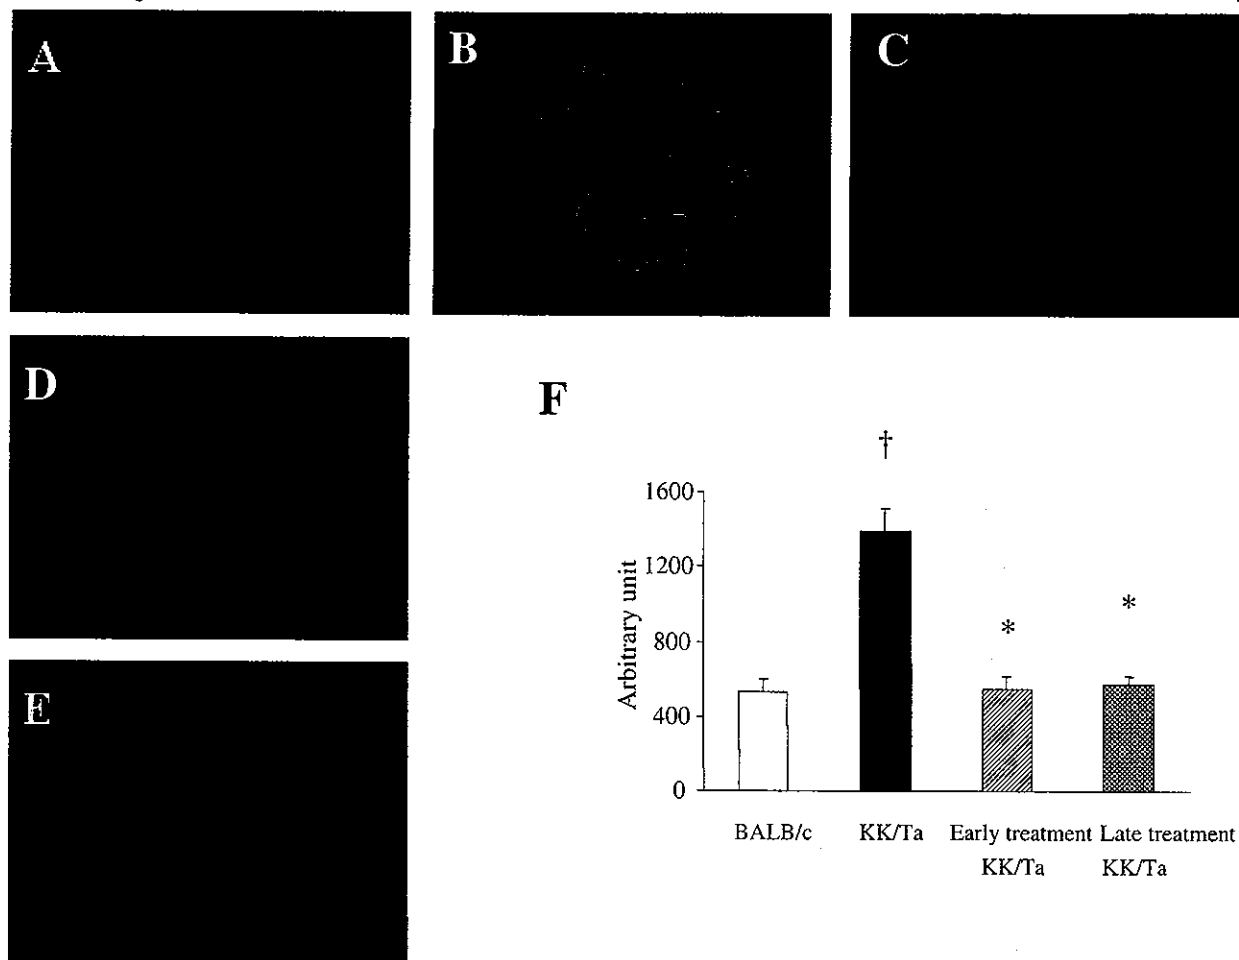 A
B
C
D
E
F
†
*
*
1600
1200
800
400
0
Arbitrary unit
BALB/c
KK/Ta
Early treatment
KK/Ta
Late treatment
KK/Ta